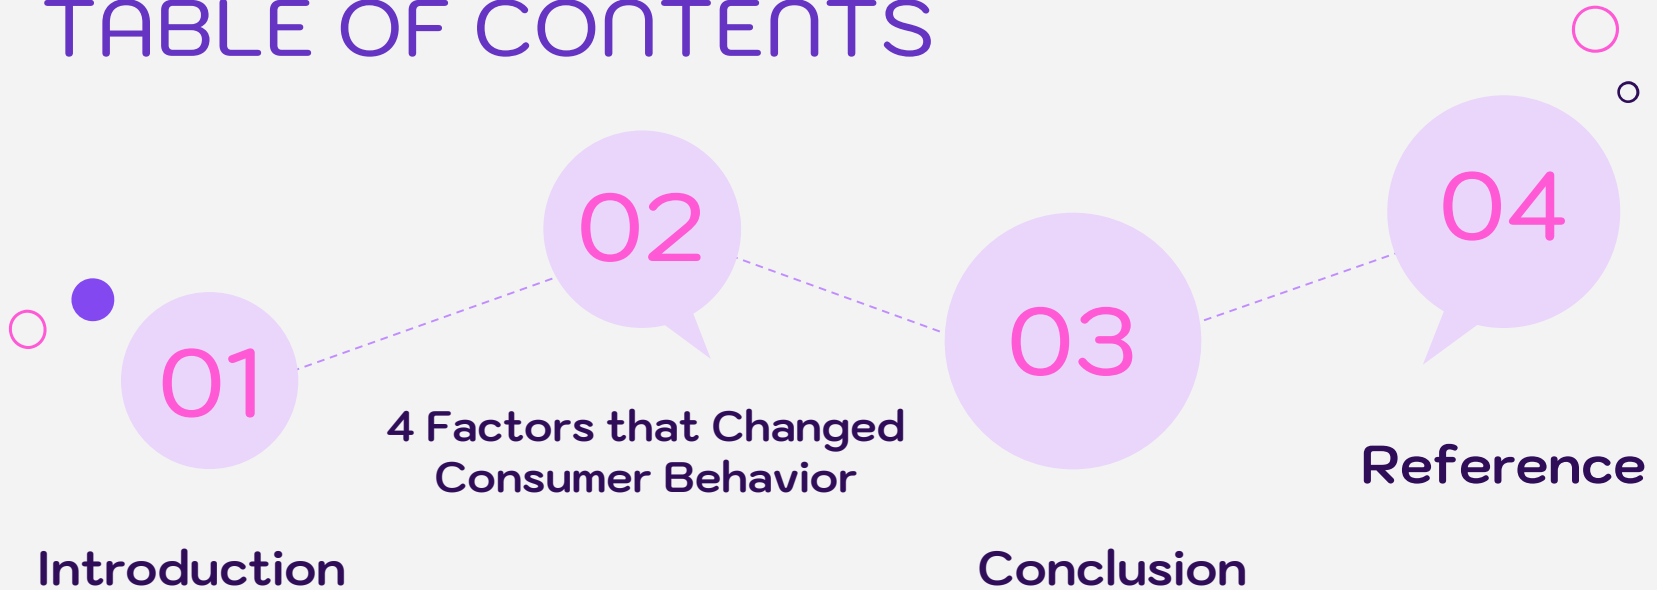 TABLE OF CONTENTS
01
Introduction
02
4 Factors that Changed
Consumer Behavior
03
Conclusion
04
Reference